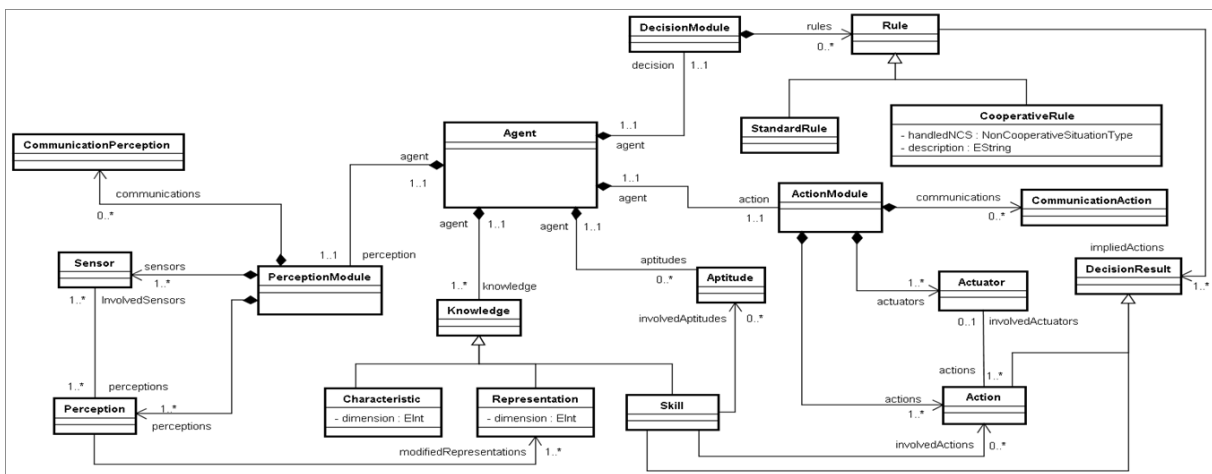 DecisionModule
rules
0..*
Rule
decision
1..1
StandardRule
CooperativeRule
- handledNCS : NonCooperativeSituationType
- description : EString
Agent
1..1
agent
agent
1..1
CommunicationPerception
communications
0..*
1..1
agent
action
1..1
ActionModule
communications
0..*
CommunicationAction
agent
1..1
agent
1..1
impliedActions
DecisionResult
1..*
Sensor
sensors
1..*
1..1
perception
PerceptionModule
1..*
InvolvedSensors
knowledge
1..*
Knowledge
aptitudes
0..*
Aptitude
involvedAptitudes
0..*
1..*
actuators
Actuator
0..1
involvedActuators
1..*
perceptions
Perception
1..*
perceptions
Characteristic
- dimension : EInt
Representation
- dimension : EInt
Skill
actions
1..*
actions
1..*
Action
modifiedRepresentations
1..*
involvedActions
0..*